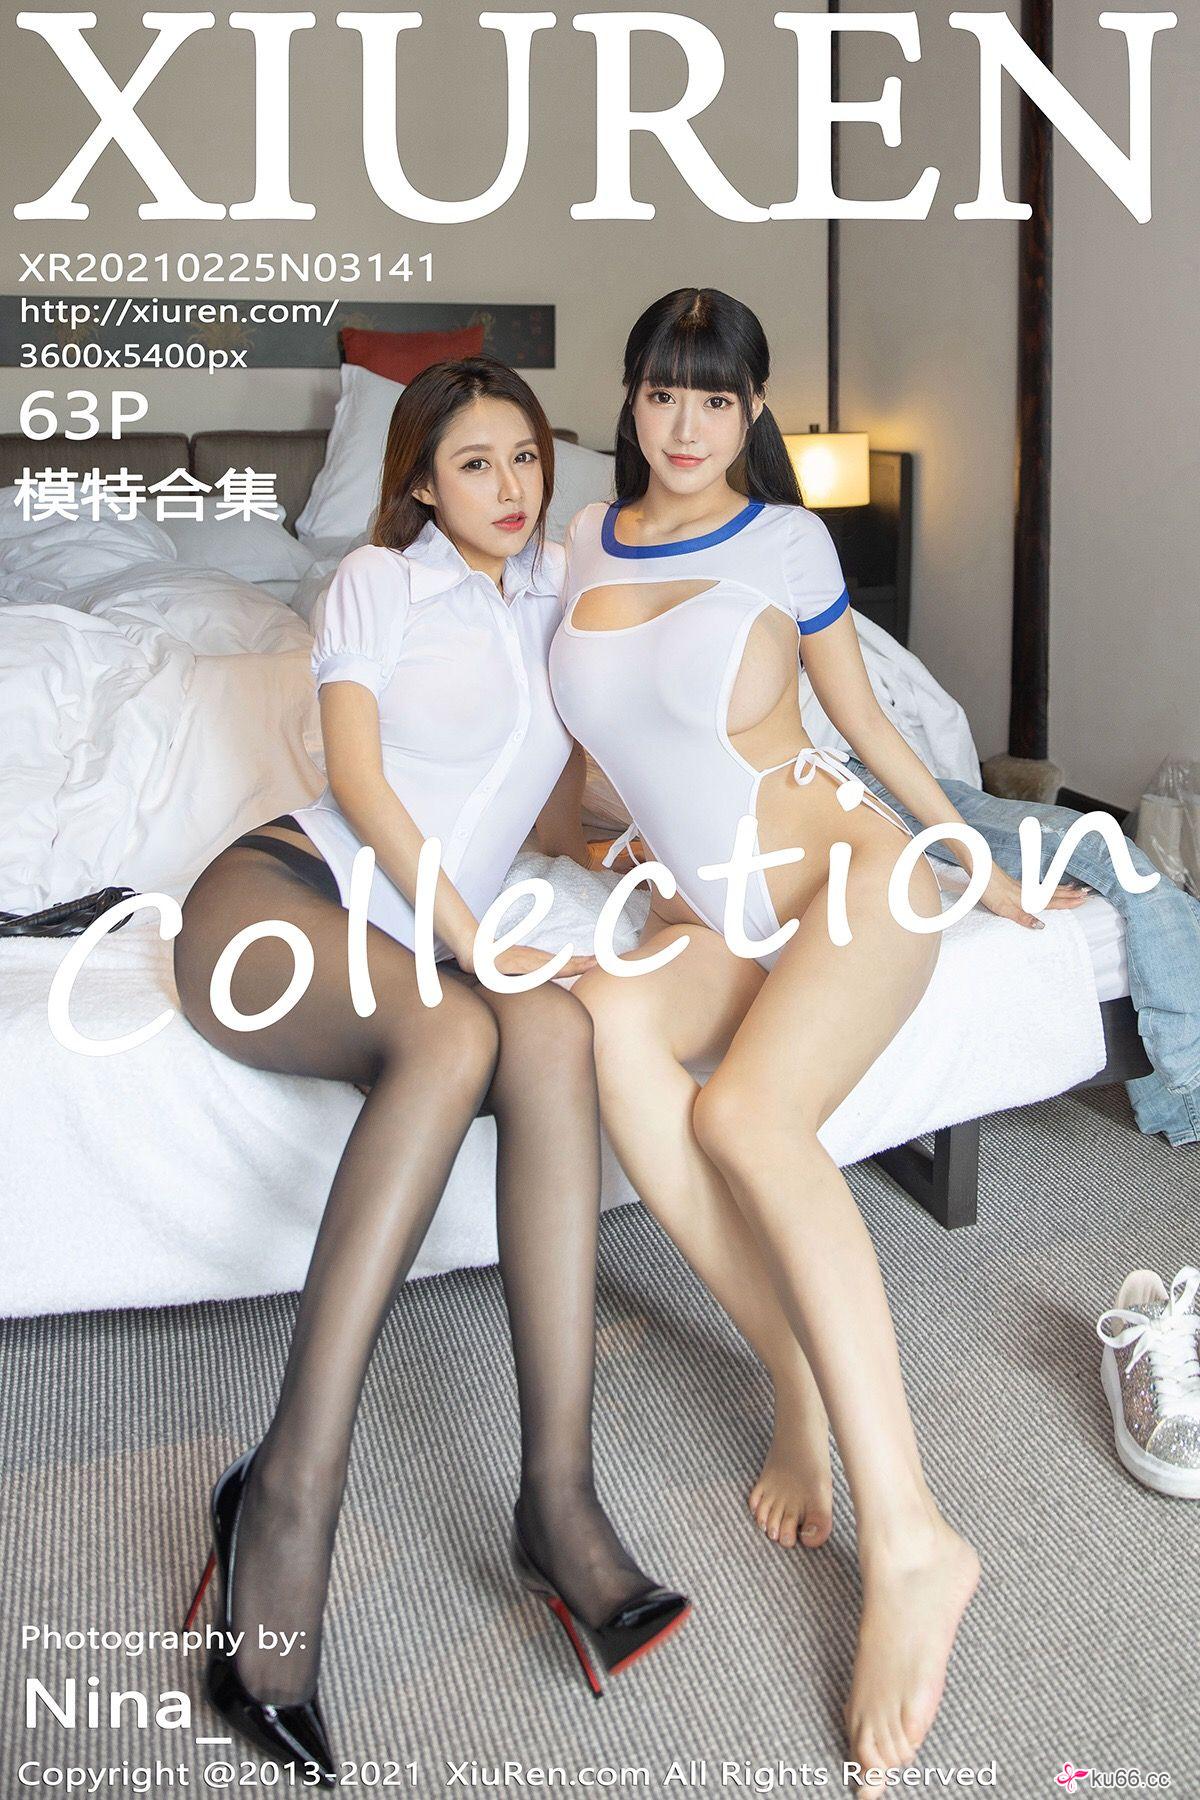 XIUREN
XR20210225N03141
http://xiuren.com/
3600x5400px
63P
模特合集
Collection
Photography by:
Nina_
Copyright @2013-2021 XiuRen.com All Rights Reserved
ku66.cc